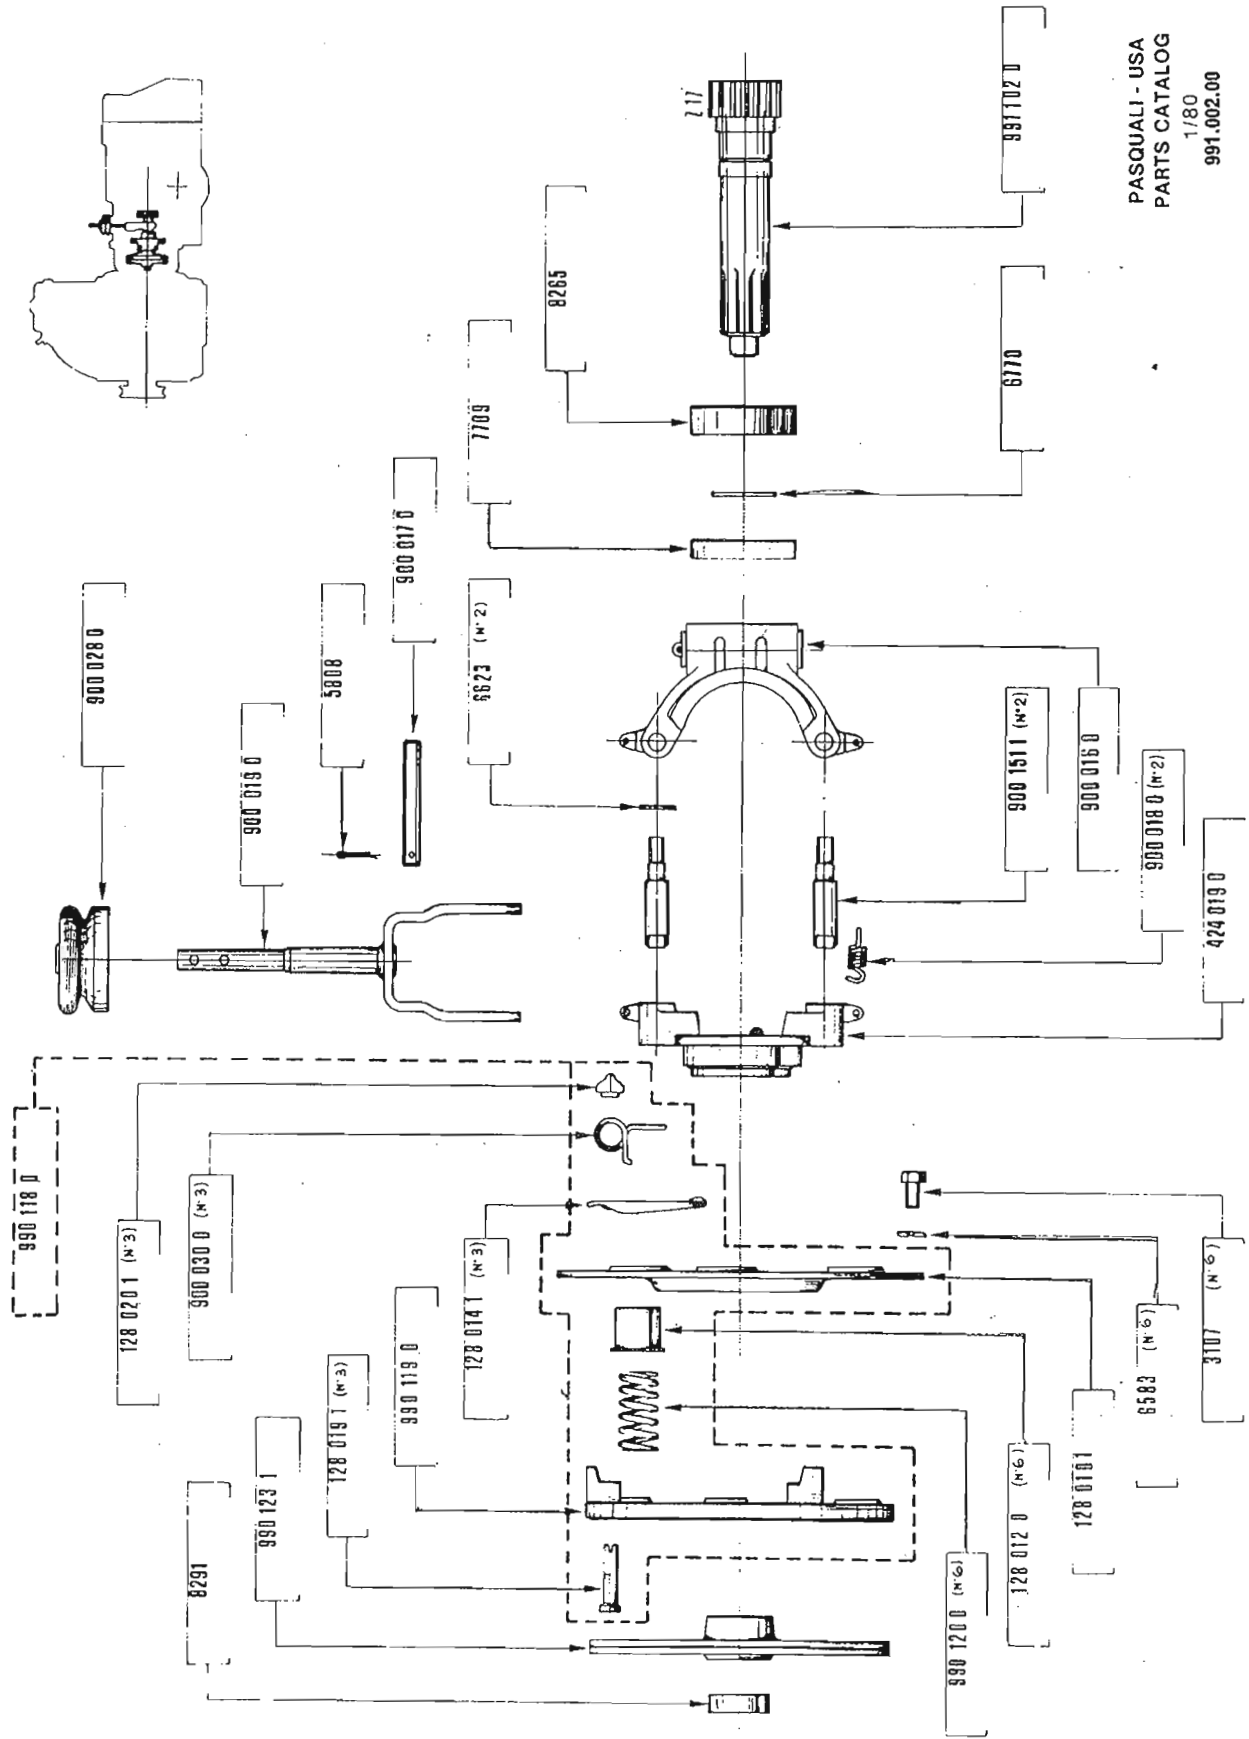 PASQUALI - USA
PARTS CATALOG
1/80
991.002.00
991 102 0
Z 17
8265
6770
7709
900 017 0
6623 (N°2)
5808
900 028 0
900 019 0
900 151 1 (N°2)
900 016 0
900 018 0 (N°2)
424 019 0
990 118 0
128 020 1 (N°3)
900 030 0 (N°3)
128 014 1 (N°3)
990 119 0
128 019 1 (N°3)
990 123 1
8291
3107 (N°6)
6583 (N°6)
128 010 1
128 012 0 (N°6)
990 120 0 (N°6)